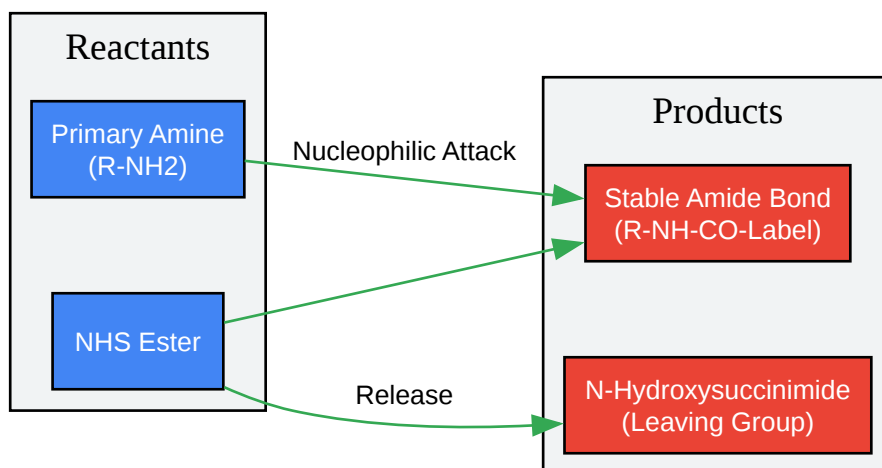 Reactants
Primary Amine
(R-NH2)
NHS Ester
Nucleophilic Attack
Release
Products
Stable Amide Bond
(R-NH-CO-Label)
N-Hydroxysuccinimide
(Leaving Group)